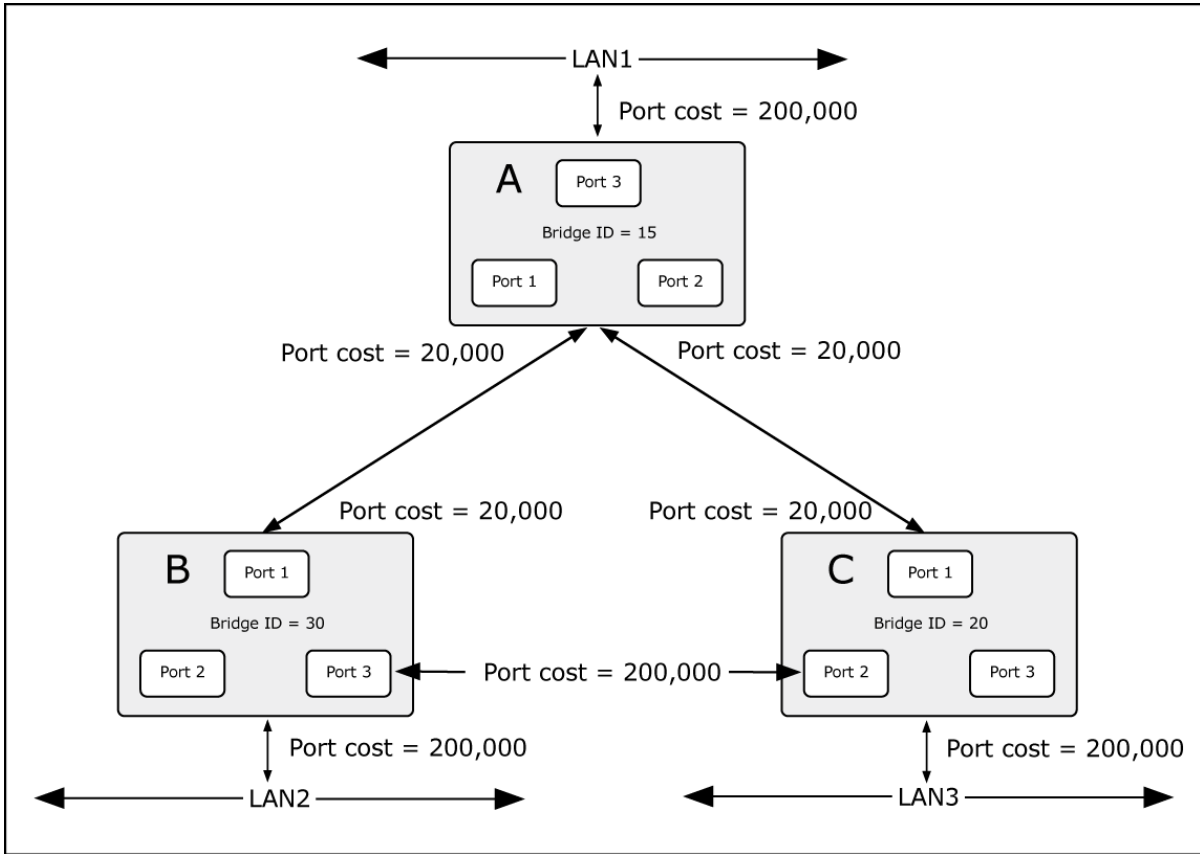 LAN1
Port cost = 200,000
A
Port 3
Bridge ID = 15
Port 1
Port 2
Port cost = 20,000
Port cost = 20,000
Port cost = 20,000
Port cost = 20,000
B
Port 1
Bridge ID = 30
Port 2
Port 3
C
Port 1
Bridge ID = 20
Port 2
Port 3
Port cost = 200,000
Port cost = 200,000
LAN2
Port cost = 200,000
LAN3